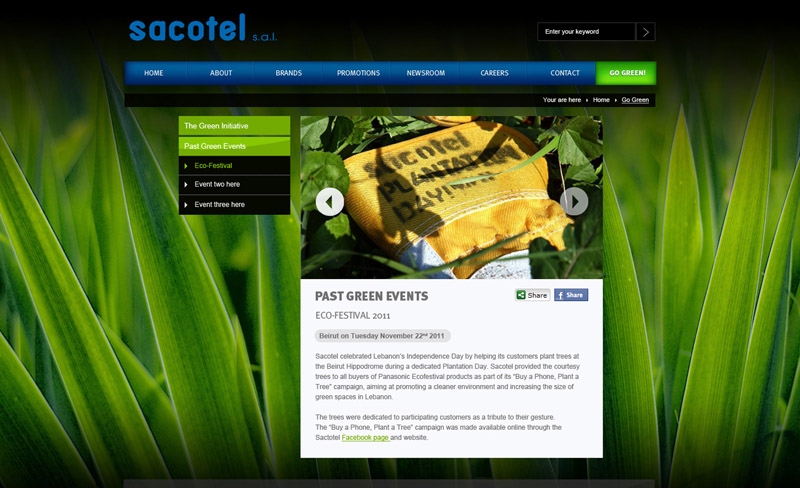 sacotel s.a.l.
Enter your keyword
HOME ABOUT BRANDS PROMOTIONS NEWSROOM CAREERS CONTACT GO GREEN!
Your are here Home Go Green
The Green Initiative
Past Green Events
Eco-Festival
Event two here
Event three here
sacotel
PLANTATION
DAY!
PAST GREEN EVENTS
Share
Share
ECO-FESTIVAL 2011
Beirut on Tuesday November 22nd 2011
Sacotel celebrated Lebanon's Independence Day by helping its customers plant trees at
the Beirut Hippodrome during a dedicated Plantation Day. Sacotel provided the courtesy
trees to all buyers of Panasonic Ecofestival products as part of its "Buy a Phone, Plant a
Tree" campaign, aiming at promoting a cleaner environment and increasing the size of
green spaces in Lebanon.
The trees were dedicated to participating customers as a tribute to their gesture.
The "Buy a Phone, Plant a Tree" campaign was made available online through the
Sactotel Facebook page and website.